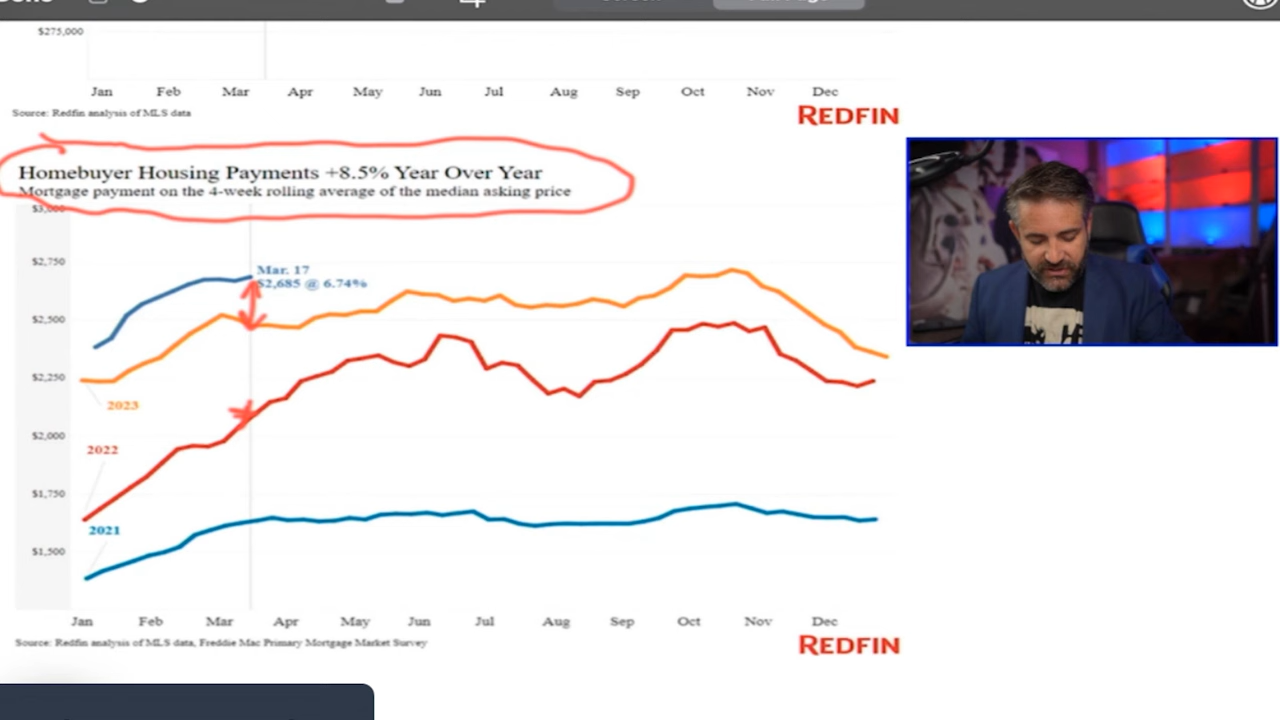 $275,000
Jan Feb Mar Apr May Jun Jul Aug Sep Oct Nov Dec
Source: Redfin analysis of MLS data
REDFIN
Homebuyer Housing Payments +8.5% Year Over Year
Mortgage payment on the 4-week rolling average of the median asking price
$3,000
$2,750
Mar. 17
$2,685 @ 6.74%
$2,500
$2,250
2023
$2,000
2022
$1,750
2021
$1,500
Jan Feb Mar Apr May Jun Jul Aug Sep Oct Nov Dec
Source: Redfin analysis of MLS data, Freddie Mac Primary Mortgage Market Survey
REDFIN